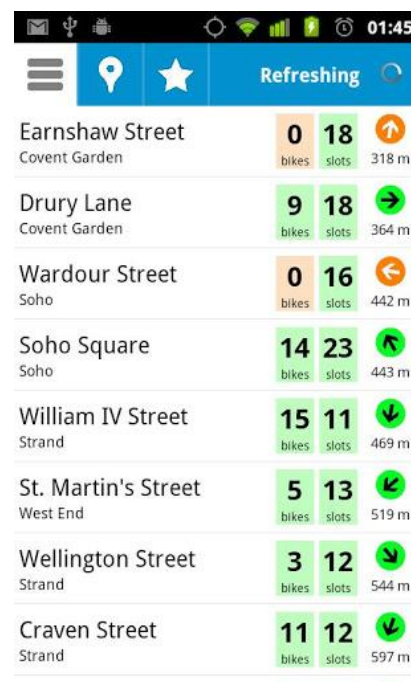 01:45
Refreshing
Earnshaw Street
Covent Garden
0 bikes
18 slots
318 m
Drury Lane
Covent Garden
9 bikes
18 slots
364 m
Wardour Street
Soho
0 bikes
16 slots
442 m
Soho Square
Soho
14 bikes
23 slots
443 m
William IV Street
Strand
15 bikes
11 slots
469 m
St. Martin's Street
West End
5 bikes
13 slots
519 m
Wellington Street
Strand
3 bikes
12 slots
544 m
Craven Street
Strand
11 bikes
12 slots
597 m